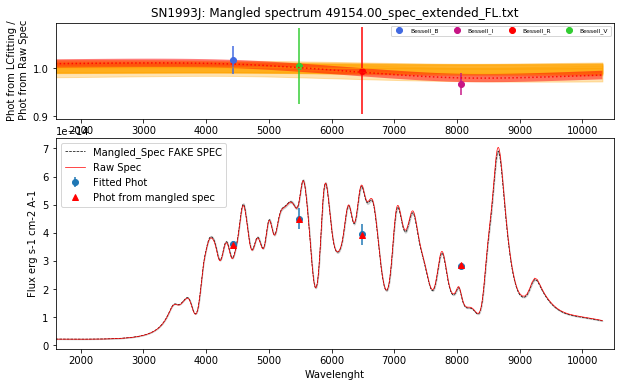 SN1993J: Mangled spectrum 49154.00_spec_extended_FL.txt
Phot from LCfitting /
Phot from Raw Spec
Bessell_B Bessell_I Bessell_R Bessell_V
1.0
0.9
2000 3000 4000 5000 6000 7000 8000 9000 10000
1e−14
Mangled_Spec FAKE SPEC
Raw Spec
Fitted Phot
Phot from mangled spec
Flux erg s-1 cm-2 A-1
7
6
5
4
3
2
1
0
2000 3000 4000 5000 6000 7000 8000 9000 10000
Wavelenght